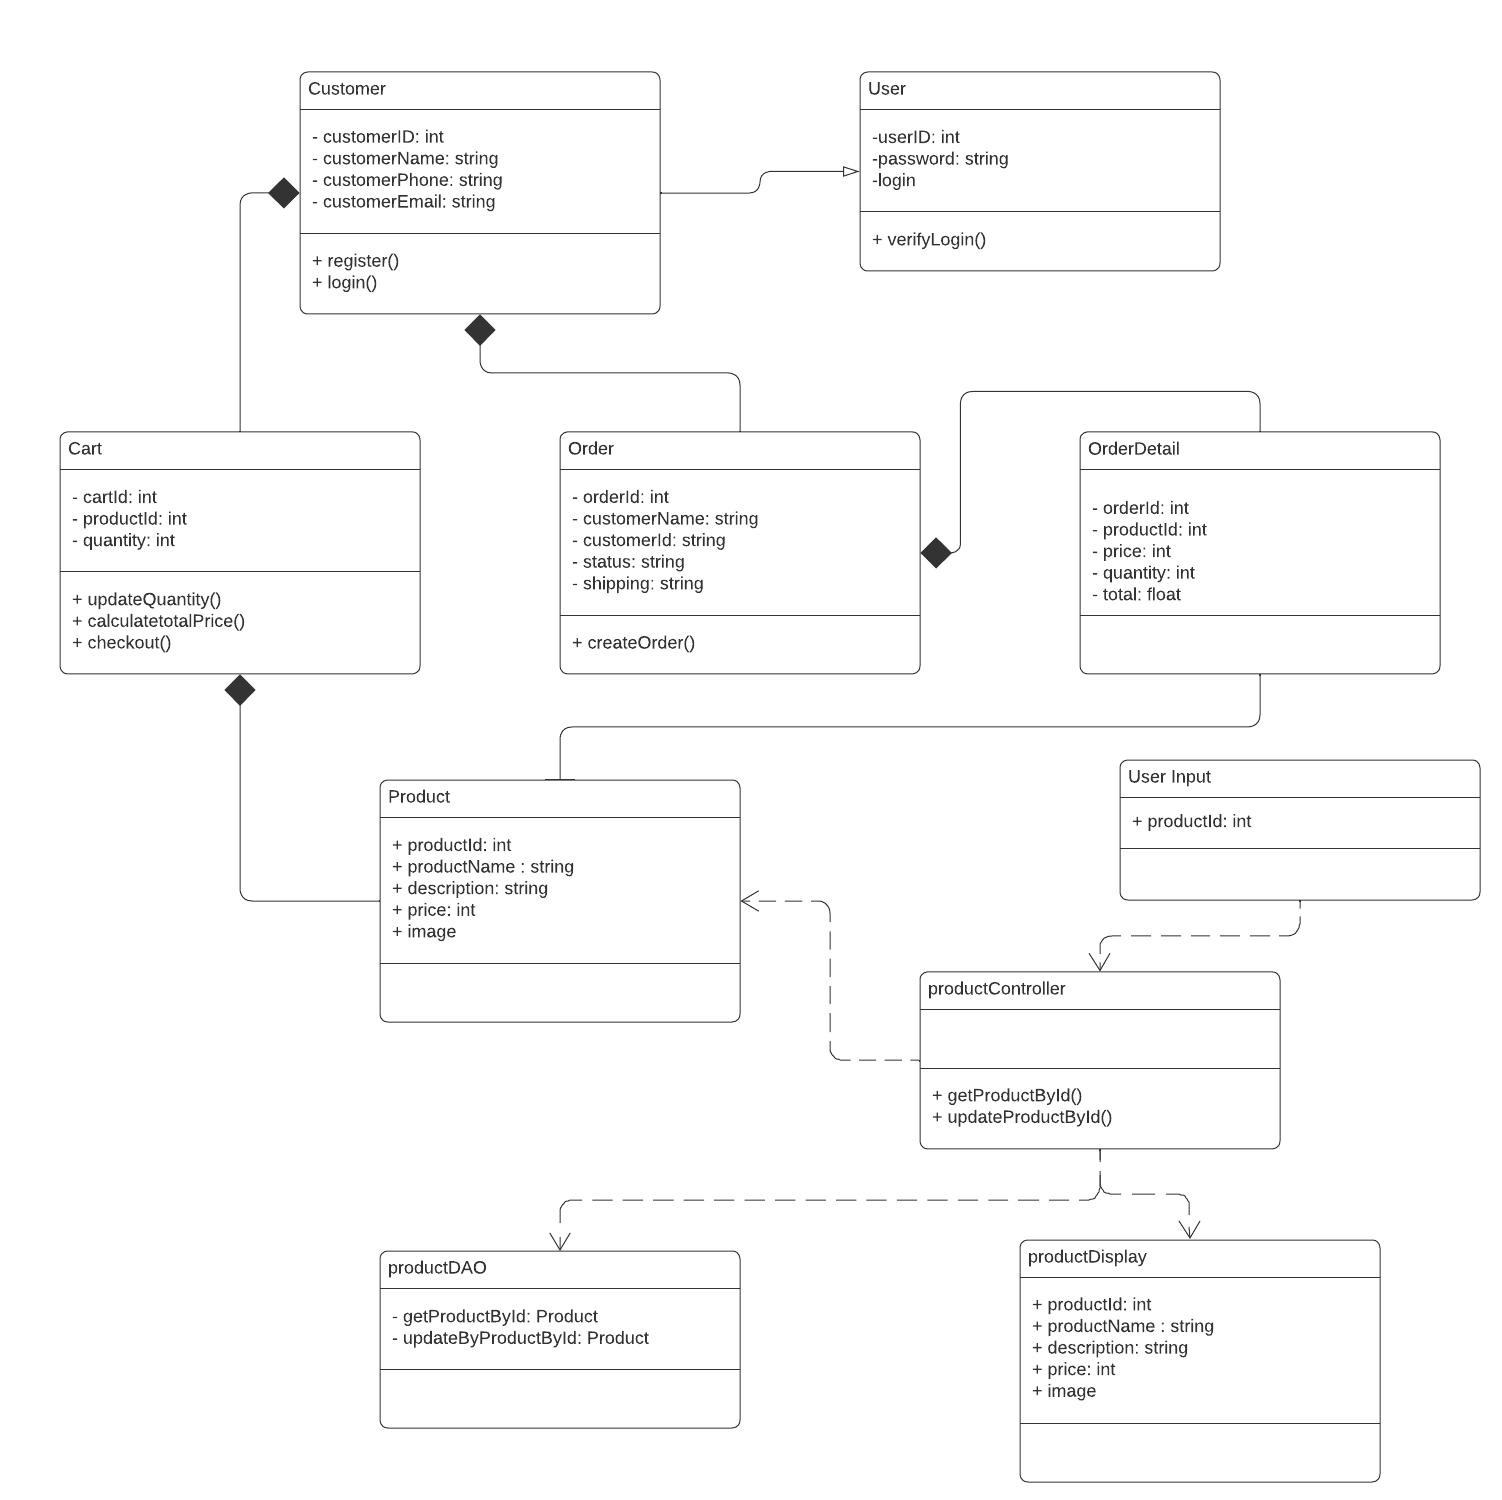 Customer
- customerID: int
- customerName: string
- customerPhone: string
- customerEmail: string
+ register()
+ login()
User
-userID: int
-password: string
-login
+ verifyLogin()
Cart
- cartId: int
- productId: int
- quantity: int
+ updateQuantity()
+ calculatetotalPrice()
+ checkout()
Order
- orderId: int
- customerName: string
- customerId: string
- status: string
- shipping: string
+ createOrder()
OrderDetail
- orderId: int
- productId: int
- price: int
- quantity: int
- total: float
Product
+ productId: int
+ productName : string
+ description: string
+ price: int
+ image
User Input
+ productId: int
productController
+ getProductById()
+ updateProductById()
productDAO
- getProductById: Product
- updateByProductById: Product
productDisplay
+ productId: int
+ productName : string
+ description: string
+ price: int
+ image